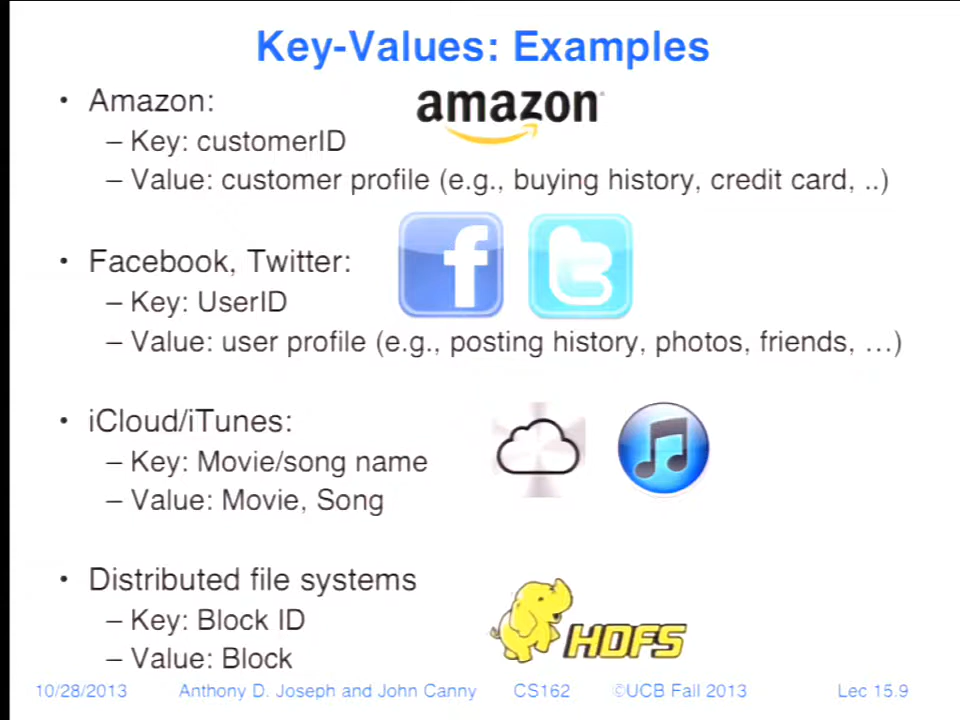 Key-Values: Examples
• Amazon:
amazon
– Key: customerID
– Value: customer profile (e.g., buying history, credit card, ..)
• Facebook, Twitter:
– Key: UserID
– Value: user profile (e.g., posting history, photos, friends, …)
• iCloud/iTunes:
– Key: Movie/song name
– Value: Movie, Song
• Distributed file systems
– Key: Block ID
HDFS
– Value: Block
10/28/2013 Anthony D. Joseph and John Canny CS162 ©UCB Fall 2013 Lec 15.9